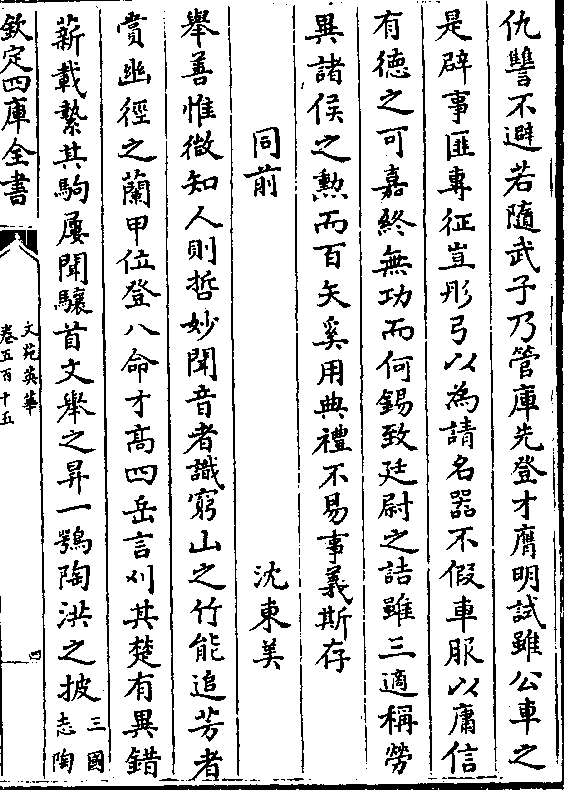 仇讐不避若隨武子乃管庫先登才膺明試雖公車之
是辟事匪專征豈彤弓以為請名器不假車服以庸信
有徳之可嘉終無功而何錫致廷尉之詰雖三適稱勞
異諸侯之勲而百矢奚用典禮不易事義斯存
同前 沈東美
舉善惟徴知人則哲妙聞音者識窮山之竹能追芳者
賞幽徑之蘭甲位登八命才髙四岳言刈其楚有異錯
薪載縶其駒屢聞驤首文舉之昇一鶚陶洪之披三國志陶
欽定四庫全書
文苑英華
卷五百十五
四